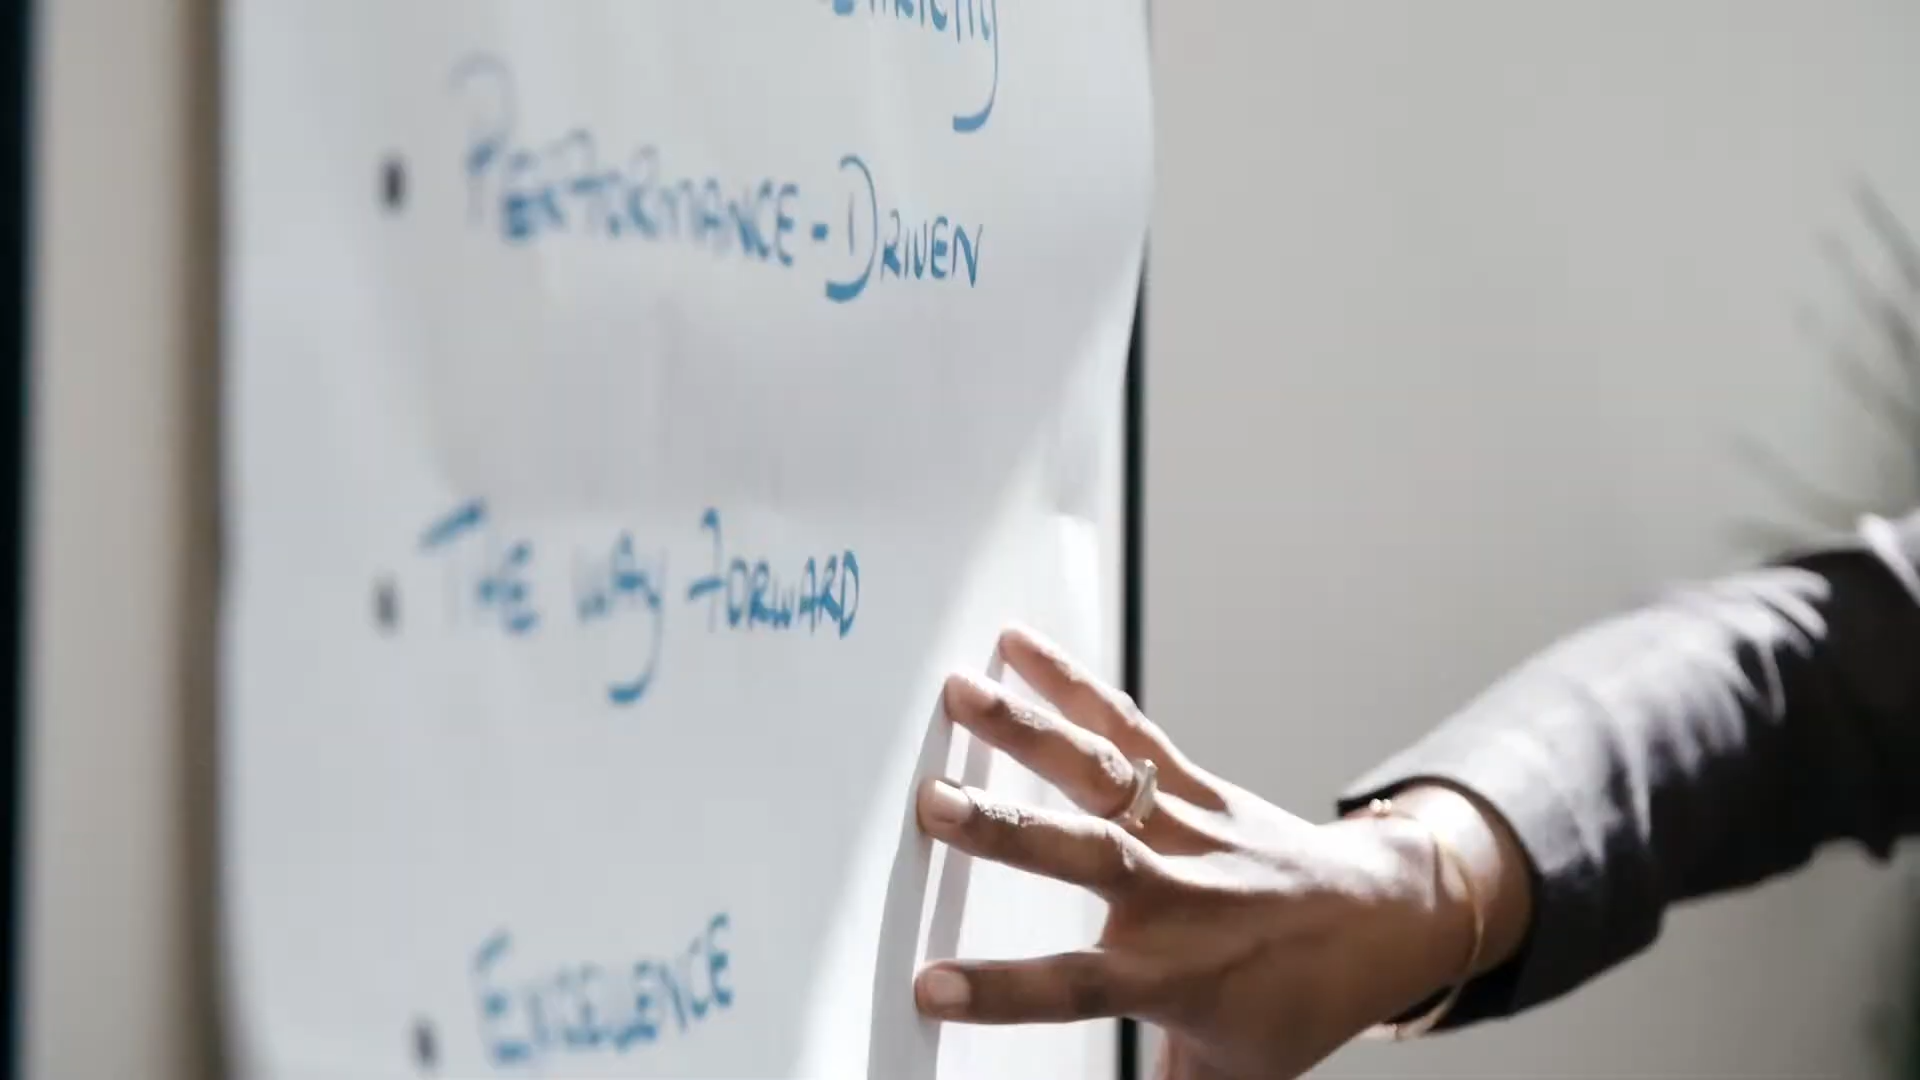 • PERFORMANCE-DRIVEN
• THE WAY FORWARD
• EXCELLENCE